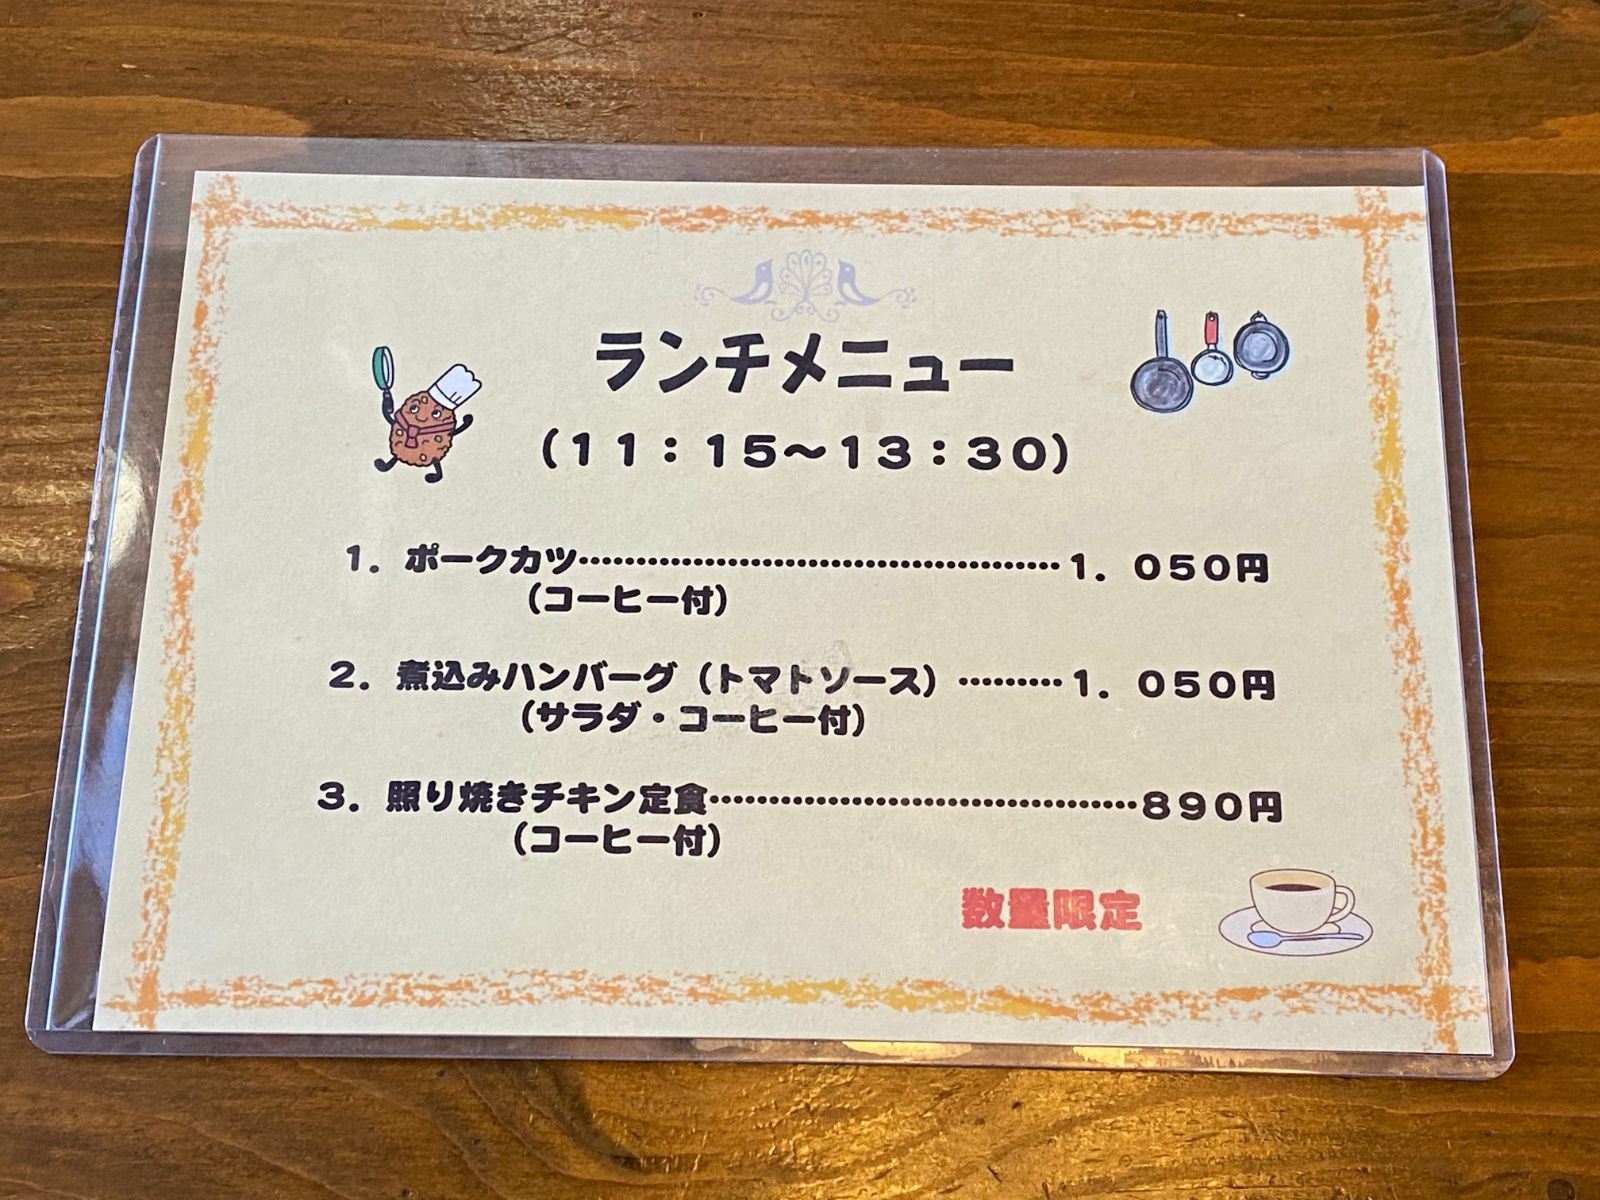 ランチメニュー
（１１：１５～１３：３０）
１．ポークカツ……………………………………１．０５０円
（コーヒー付）
２．煮込みハンバーグ（トマトソース）………１．０５０円
（サラダ・コーヒー付）
３．照り焼きチキン定食………………………………８９０円
（コーヒー付）
数量限定